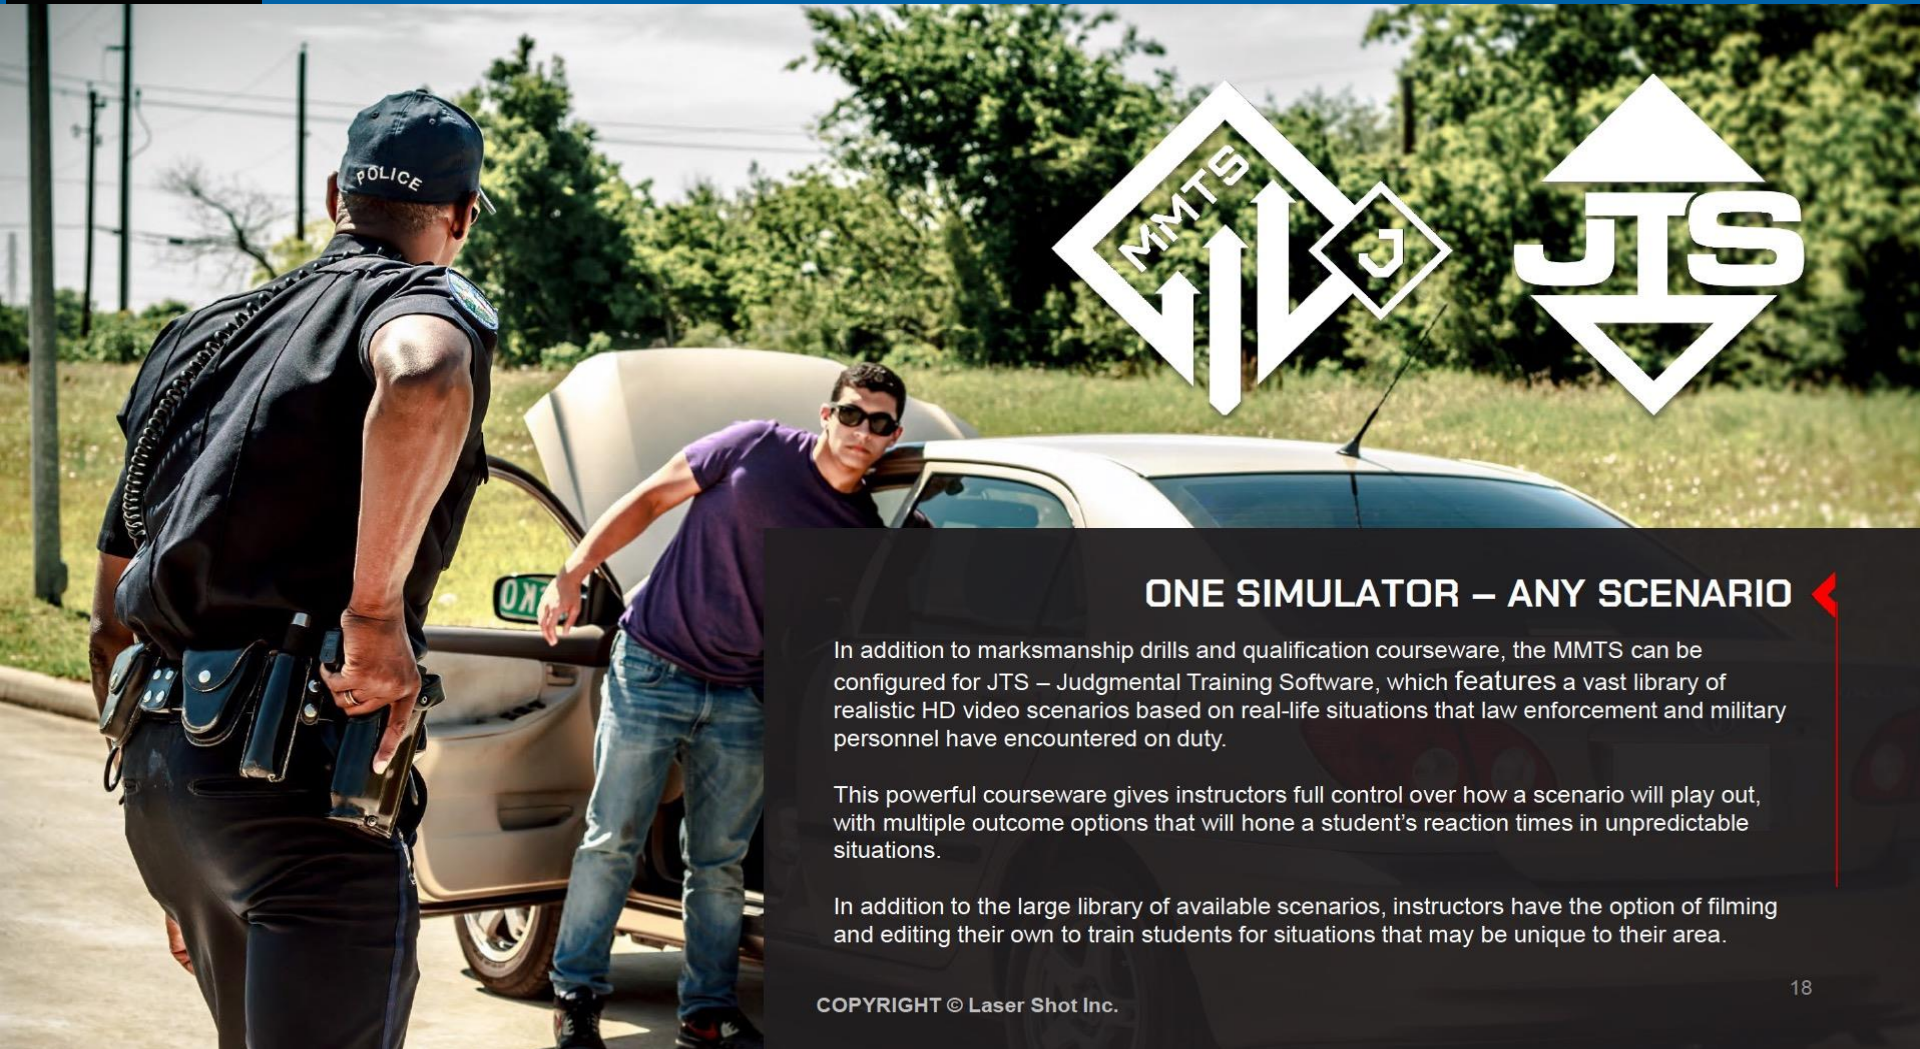 POLICE
MMTS
J
JTS
ONE SIMULATOR – ANY SCENARIO
In addition to marksmanship drills and qualification courseware, the MMTS can be
configured for JTS – Judgmental Training Software, which features a vast library of
realistic HD video scenarios based on real-life situations that law enforcement and military
personnel have encountered on duty.
This powerful courseware gives instructors full control over how a scenario will play out,
with multiple outcome options that will hone a student’s reaction times in unpredictable
situations.
In addition to the large library of available scenarios, instructors have the option of filming
and editing their own to train students for situations that may be unique to their area.
18
COPYRIGHT © Laser Shot Inc.